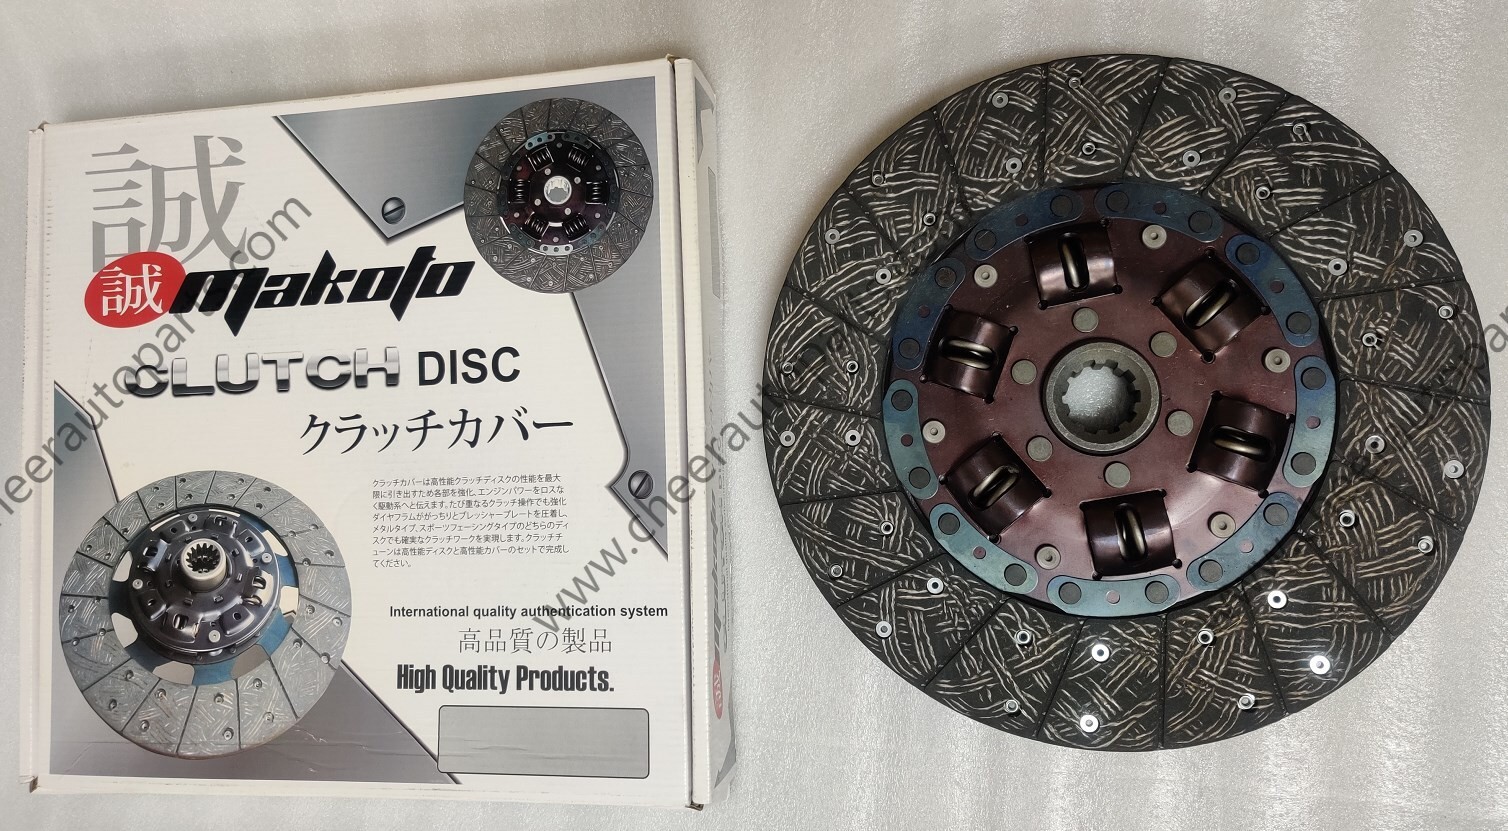 誠
誠 makoto
CLUTCH DISC
クラッチカバー
クラッチカバーは高性能クラッチディスクの性能を最大
限に引き出すため各部を強化、エンジンパワーをロスな
く駆動系へと伝えます。たび重なるクラッチ操作でも強化
ダイヤフラムががっちりとプレッシャープレートを圧着し、
メタルタイプ、スポーツフェーシングタイプのどちらのディ
スクでも確実なクラッチワークを実現します。クラッチチ
ューンは高性能ディスクと高性能カバーのセットで完成し
てください。
International quality authentication system
高品質の製品
High Quality Products.
www.cheerautopart.com